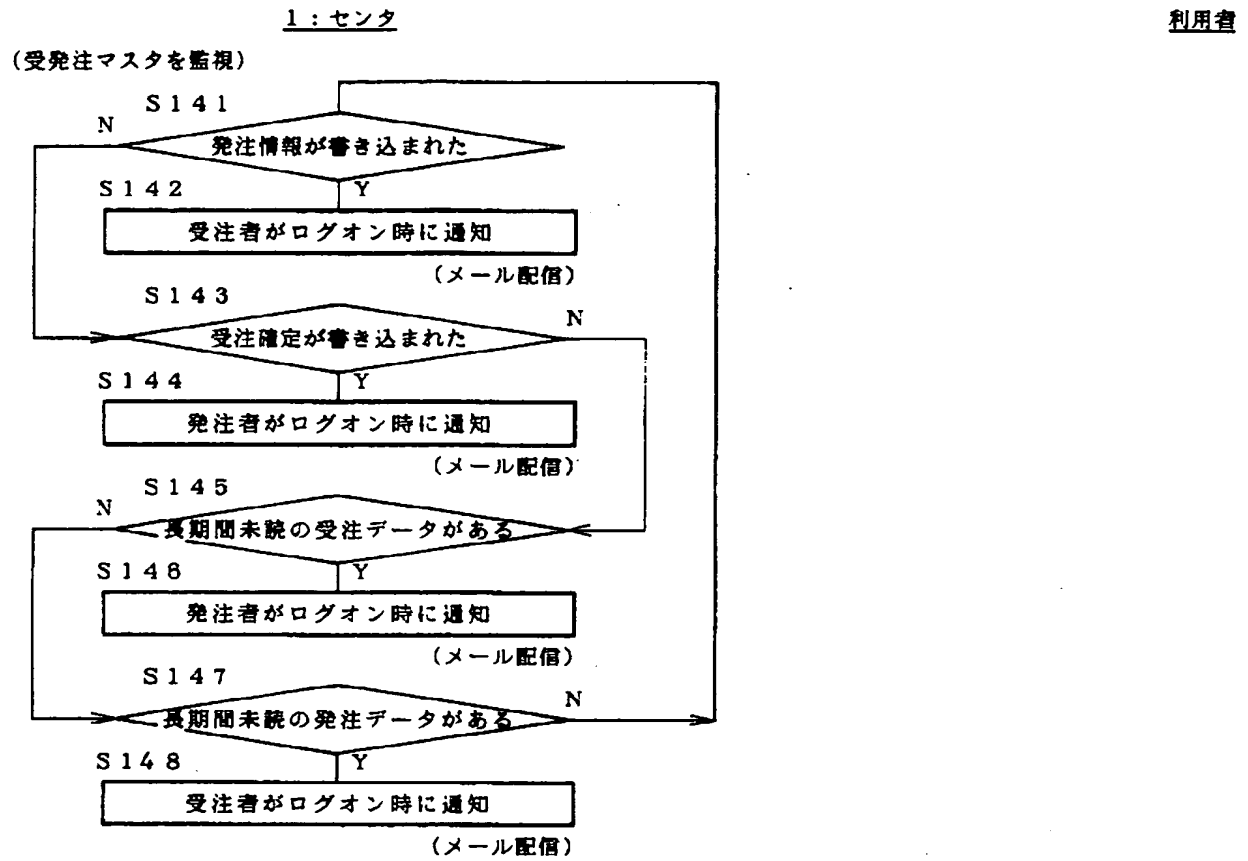 1：センタ
利用者
（受発注マスタを監視）
S141
N
発注情報が書き込まれた
S142
Y
受注者がログオン時に通知
（メール配信）
S143
N
受注確定が書き込まれた
S144
Y
発注者がログオン時に通知
（メール配信）
S145
N
長期間未読の受注データがある
S146
Y
発注者がログオン時に通知
（メール配信）
S147
N
長期間未読の発注データがある
S148
Y
受注者がログオン時に通知
（メール配信）